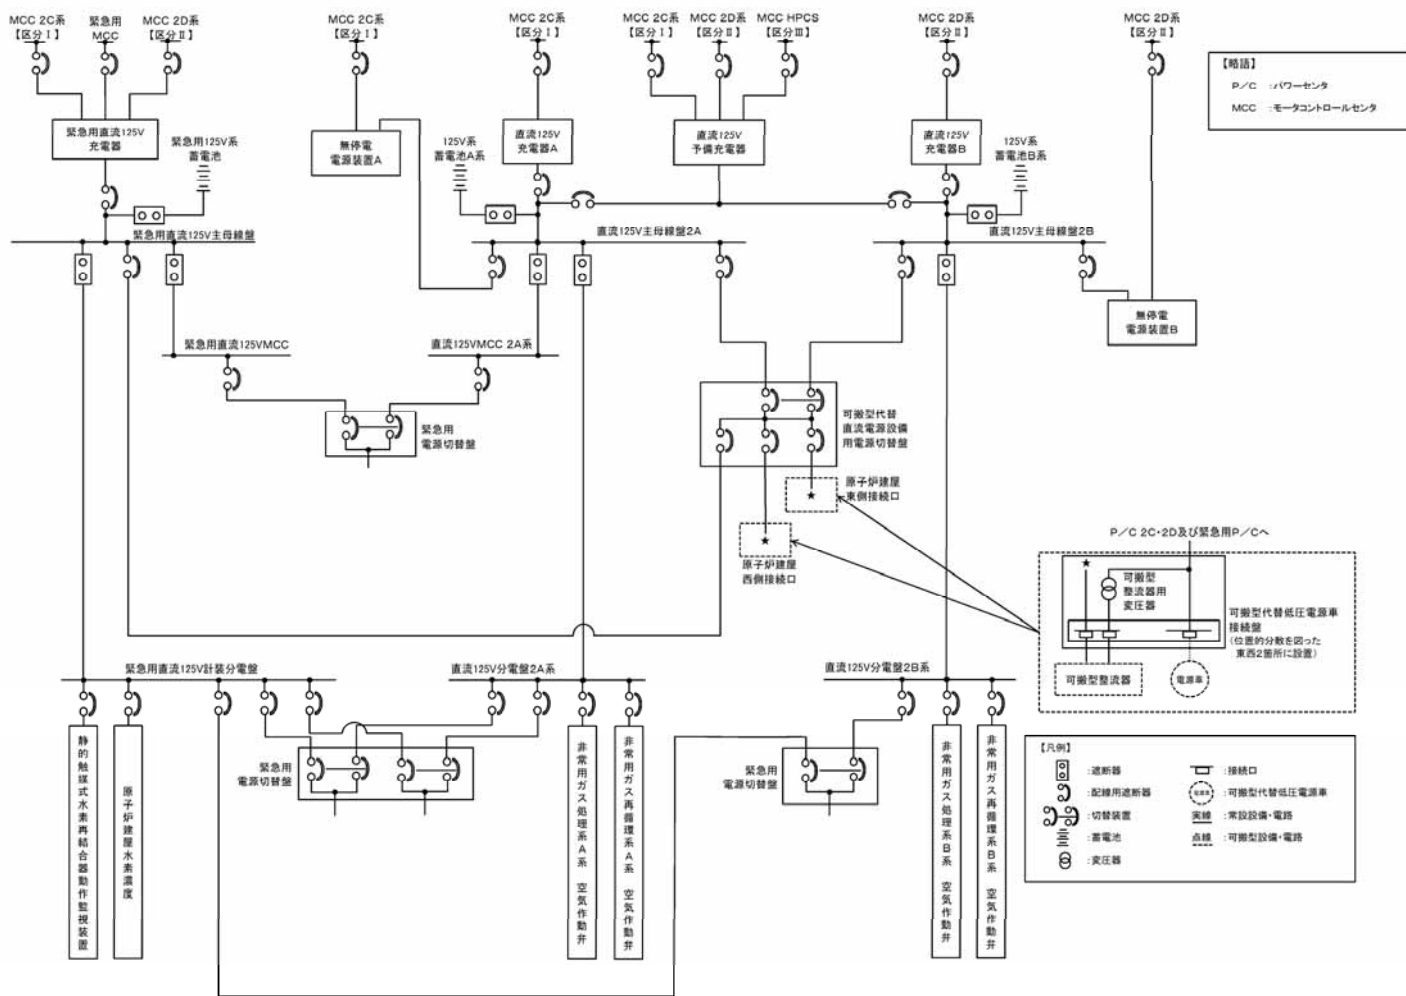 MCC 2C系
【区分Ⅰ】
緊急用
MCC
MCC 2D系
【区分Ⅱ】
MCC 2C系
【区分Ⅰ】
MCC 2C系
【区分Ⅰ】
MCC 2C系
【区分Ⅰ】
MCC 2D系
【区分Ⅱ】
MCC HPCS
【区分Ⅲ】
MCC 2D系
【区分Ⅱ】
MCC 2D系
【区分Ⅱ】
【略語】
P/C :パワーセンタ
MCC :モータコントロールセンタ
緊急用直流125V
充電器
緊急用125V系
蓄電池
無停電
電源装置A
125V系
蓄電池A系
直流125V
充電器A
直流125V
予備充電器
直流125V
充電器B
125V系
蓄電池B系
緊急用直流125V主母線盤
直流125V主母線盤2A
直流125V主母線盤2B
無停電
電源装置B
緊急用直流125VMCC
直流125VMCC 2A系
緊急用
電源切替盤
可搬型代替
直流電源設備
用電源切替盤
原子炉建屋
東側接続口
★
★
原子炉建屋
西側接続口
P/C 2C・2D及び緊急用P/Cへ
★
可搬型
整流器用
変圧器
可搬型代替低圧電源車
接続盤
(位置的分散を図った
東西2箇所に設置)
可搬型整流器
電源車
緊急用直流125V計装分電盤
直流125V分電盤2A系
直流125V分電盤2B系
緊急用
電源切替盤
緊急用
電源切替盤
静的触媒式水素再結合器動作監視装置
原子炉建屋水素濃度
非常用ガス処理系A系 空気作動弁
非常用ガス再循環系A系 空気作動弁
非常用ガス処理系B系 空気作動弁
非常用ガス再循環系B系 空気作動弁
【凡例】
:遮断器
:接続口
:配線用遮断器
電源車 :可搬型代替低圧電源車
:切替装置
実線 :常設設備・電路
:蓄電池
点線 :可搬型設備・電路
:変圧器